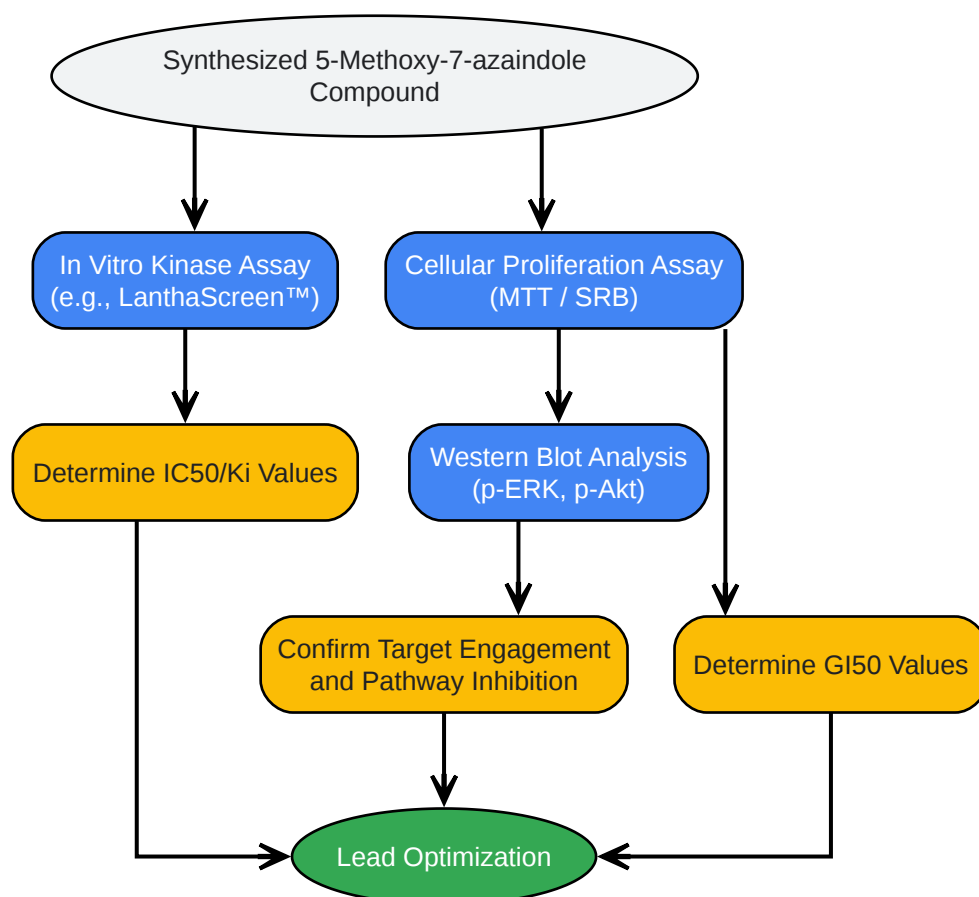 Synthesized 5-Methoxy-7-azaindole
Compound
In Vitro Kinase Assay
(e.g., LanthaScreen™)
Cellular Proliferation Assay
(MTT / SRB)
Determine IC50/Ki Values
Western Blot Analysis
(p-ERK, p-Akt)
Confirm Target Engagement
and Pathway Inhibition
Determine GI50 Values
Lead Optimization